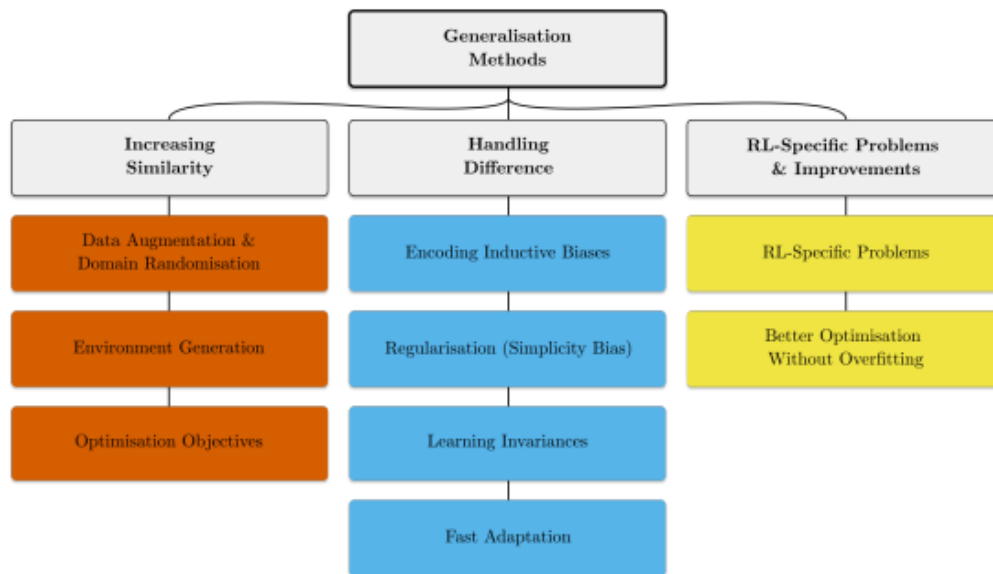 Generalisation
Methods
Increasing
Similarity
Handling
Difference
RL-Specific Problems
& Improvements
Data Augmentation &
Domain Randomisation
Environment Generation
Optimisation Objectives
Encoding Inductive Biases
Regularisation (Simplicity Bias)
Learning Invariances
Fast Adaptation
RL-Specific Problems
Better Optimisation
Without Overfitting